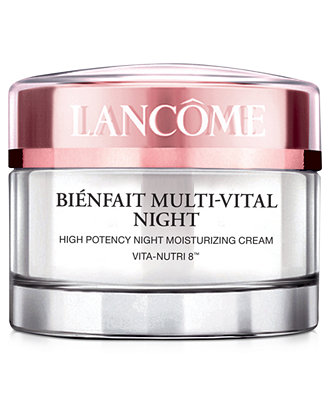 LANCÔME
BIÉNFAIT MULTI-VITAL
NIGHT
HIGH POTENCY NIGHT MOISTURIZING CREAM
VITA-NUTRI 8™